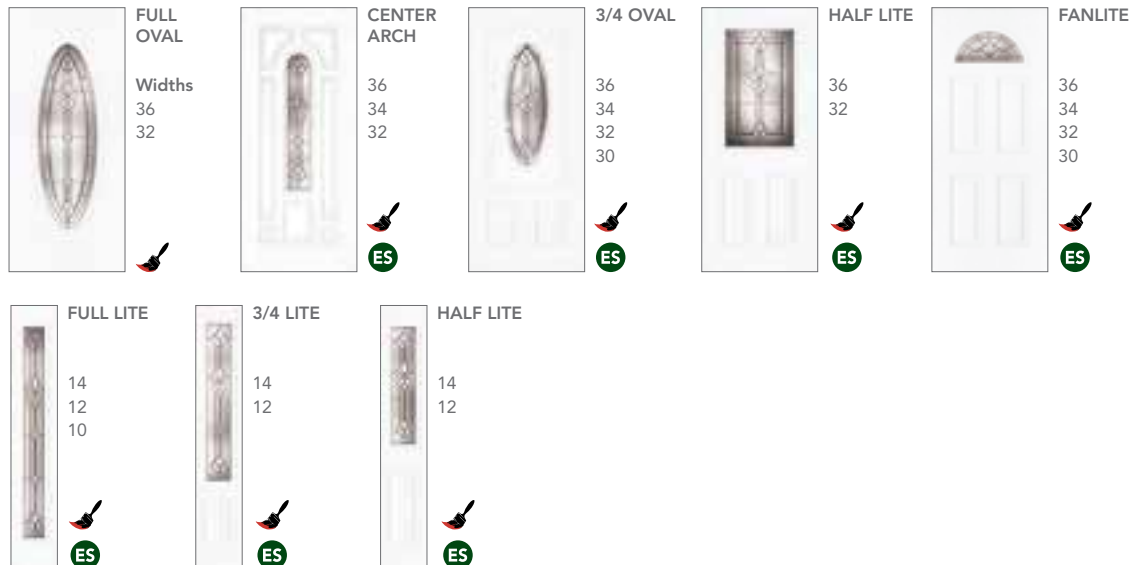 FULL
OVAL
Widths
36
32
CENTER
ARCH
36
34
32
ES
3/4 OVAL
36
34
32
30
ES
HALF LITE
36
32
ES
FANLITE
36
34
32
30
ES
FULL LITE
14
12
10
ES
3/4 LITE
14
12
ES
HALF LITE
14
12
ES